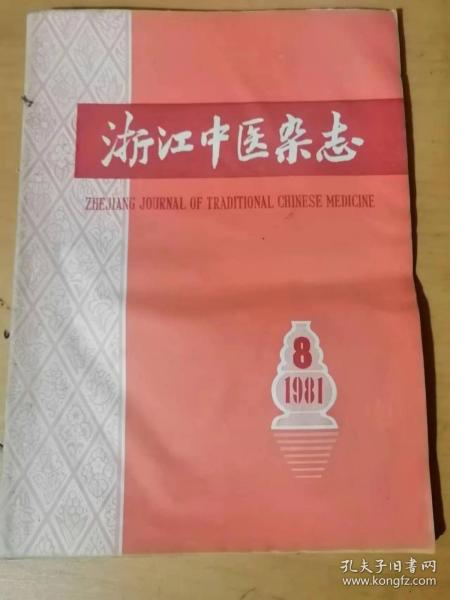 浙江中医杂志
ZHEJIANG JOURNAL OF TRADITIONAL CHINESE MEDICINE
8
1981
孔夫子旧书网
www.kongfz.com